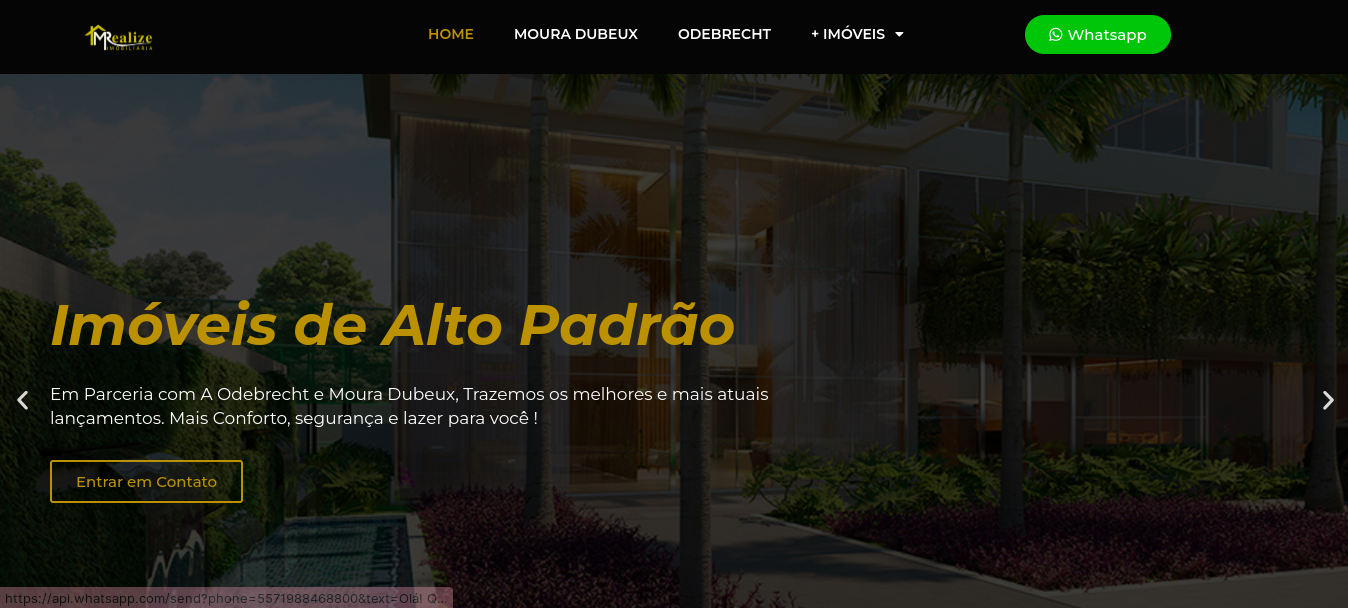 MRealize
IMOBILIÁRIA
HOME MOURA DUBEUX ODEBRECHT + IMÓVEIS Whatsapp
Imóveis de Alto Padrão
Em Parceria com A Odebrecht e Moura Dubeux, Trazemos os melhores e mais atuais
lançamentos. Mais Conforto, segurança e lazer para você !
Entrar em Contato
https://api.whatsapp.com/send?phone=5571988468800&text=Olá! Q...